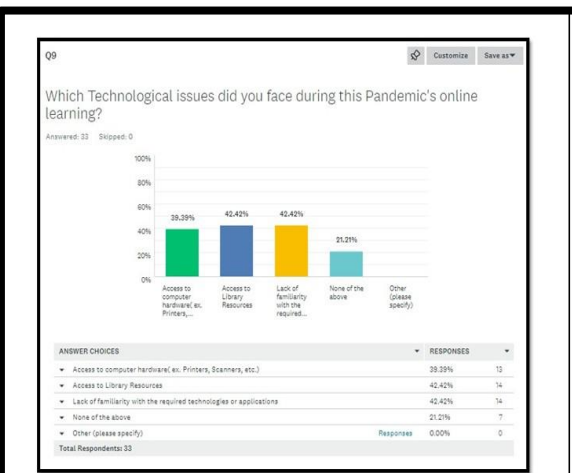 Q9
Customize Save as
Which Technological issues did you face during this Pandemic's online
learning?
Answered: 33 Skipped: 0
100%
80%
60%
40%
20%
0%
39.39%
42.42%
42.42%
21.21%
Access to
computer
hardware( ex.
Printers,...
Access to
Library
Resources
Lack of
familiarity
with the
required...
None of the
above
Other
(please
specify)
ANSWER CHOICES RESPONSES
Access to computer hardware( ex. Printers, Scanners, etc.) 39.39% 13
Access to Library Resources 42.42% 14
Lack of familiarity with the required technologies or applications 42.42% 14
None of the above 21.21% 7
Other (please specify) Responses 0.00% 0
Total Respondents: 33